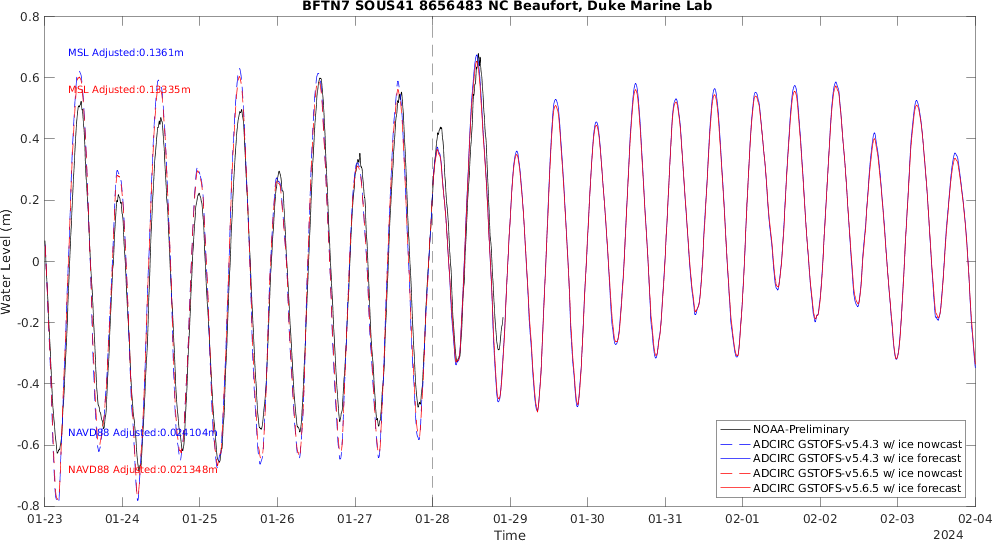 BFTN7 SOUS41 8656483 NC Beaufort, Duke Marine Lab
0.8
0.6
0.4
0.2
0
-0.2
-0.4
-0.6
-0.8
Water Level (m)
MSL Adjusted:0.1361m
MSL Adjusted:0.13335m
NAVD88 Adjusted:0.024104m
NAVD88 Adjusted:0.021348m
NOAA-Preliminary
ADCIRC GSTOFS-v5.4.3 w/ ice nowcast
ADCIRC GSTOFS-v5.4.3 w/ ice forecast
ADCIRC GSTOFS-v5.6.5 w/ ice nowcast
ADCIRC GSTOFS-v5.6.5 w/ ice forecast
01-23 01-24 01-25 01-26 01-27 01-28 01-29 01-30 01-31 02-01 02-02 02-03 02-04
Time
2024